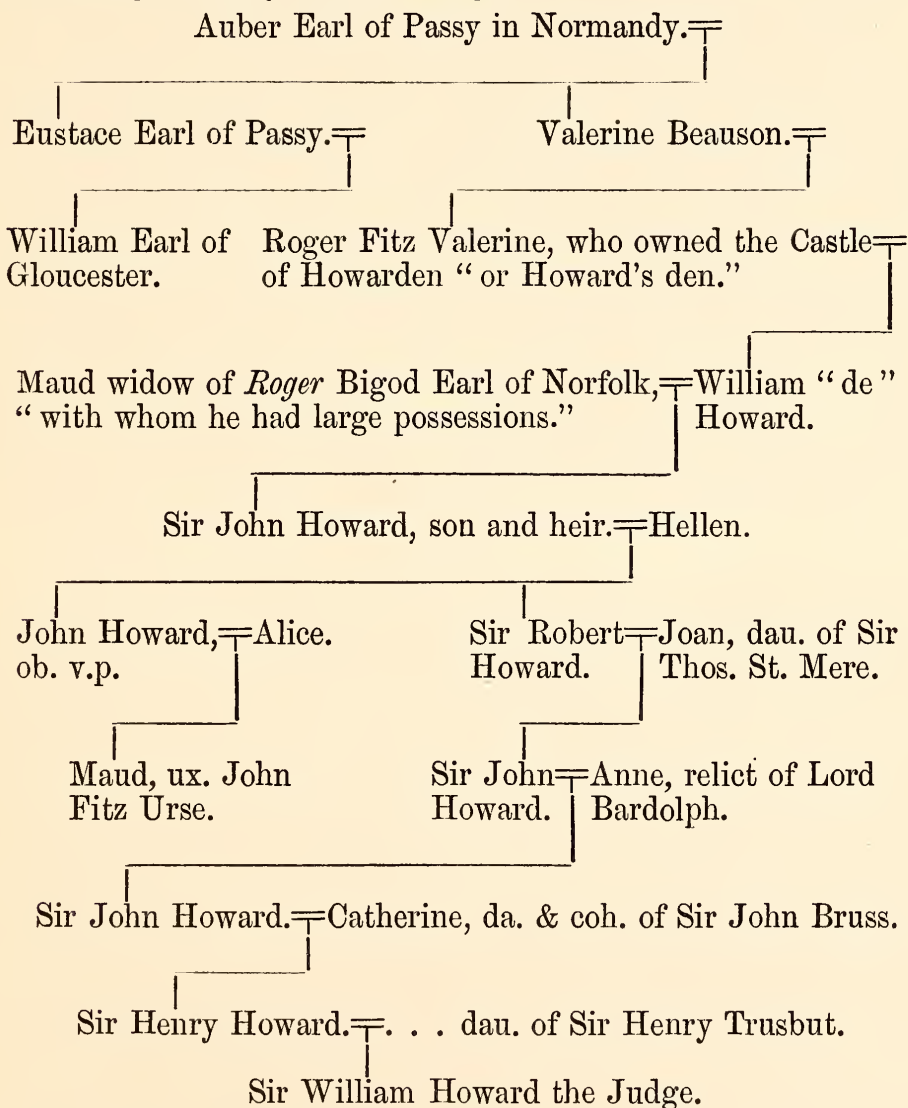 Auber Earl of Passy in Normandy.
Eustace Earl of Passy. Valerine Beauson.
William Earl of Gloucester. Roger Fitz Valerine, who owned the Castle of Howarden “ or Howard's den.”
Maud widow of Roger Bigod Earl of Norfolk, “ with whom he had large possessions.” William “ de ” Howard.
Sir John Howard, son and heir. Hellen.
John Howard, ob. v.p. Alice. Sir Robert Howard. Joan, dau. of Sir Thos. St. Mere.
Maud, ux. John Fitz Urse. Sir John Howard. Anne, relict of Lord Bardolph.
Sir John Howard. Catherine, da. & coh. of Sir John Bruss.
Sir Henry Howard. . . . dau. of Sir Henry Trusbut.
Sir William Howard the Judge.